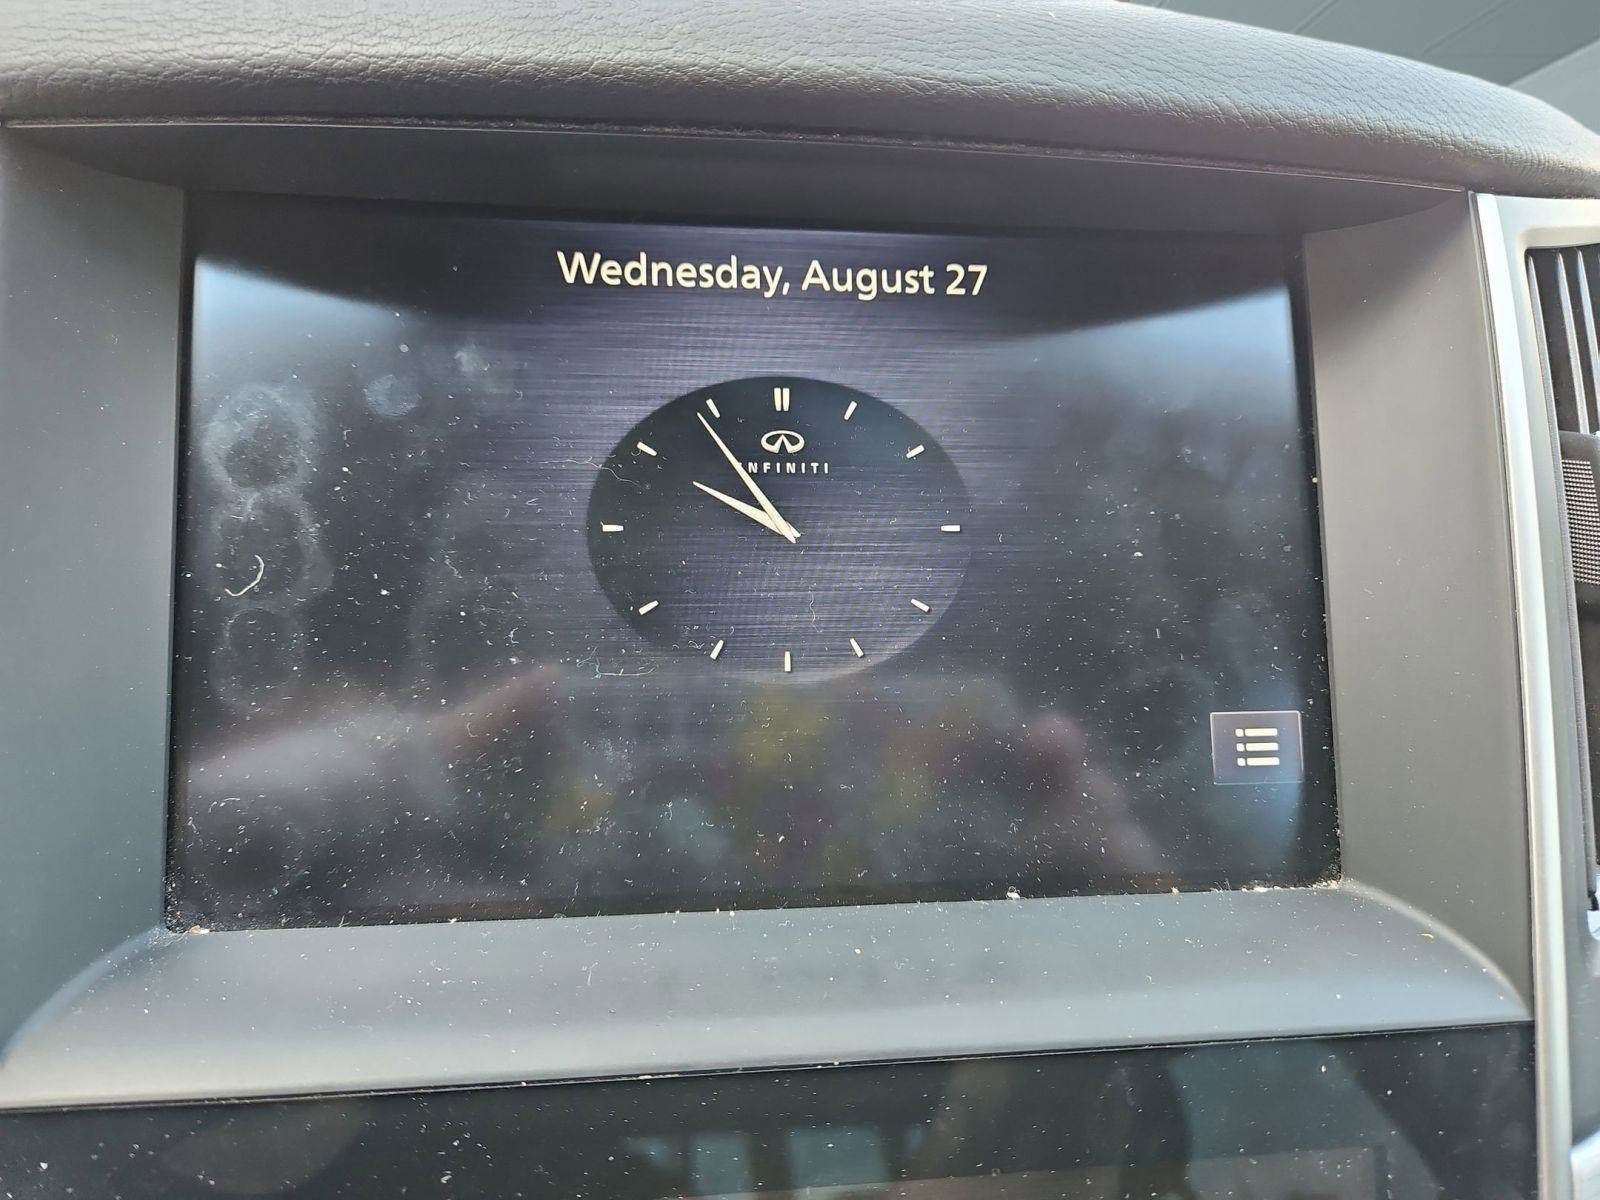 Wednesday, August 27
INFINITI